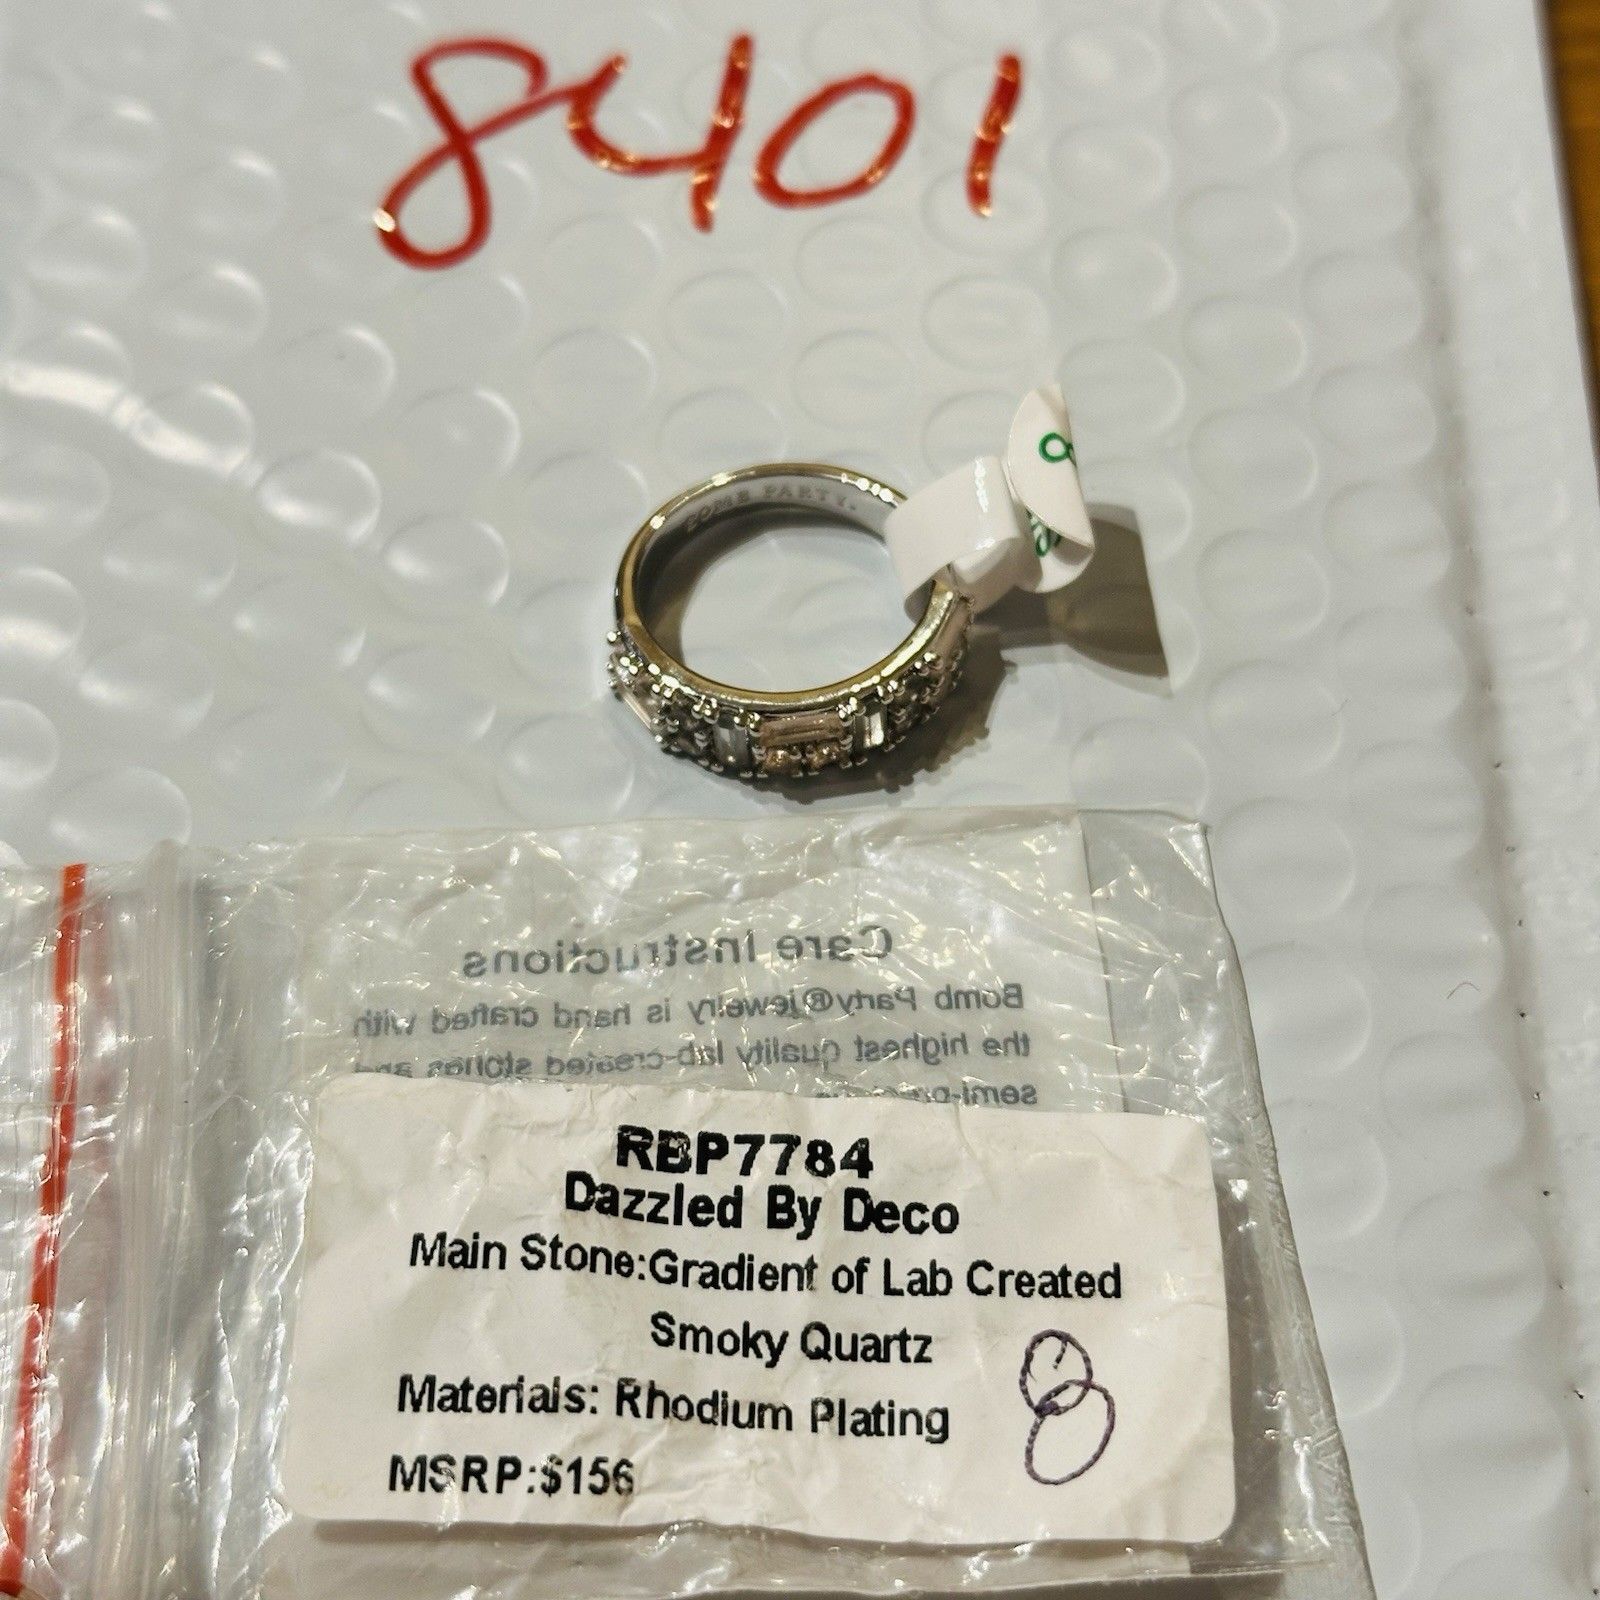 8401
8
BOMB PARTY.
Care Instructions
Bomb Party®jewelry is hand crafted with
the highest quality lab-created stones and
RBP7784
Dazzled By Deco
Main Stone:Gradient of Lab Created
Smoky Quartz
Materials: Rhodium Plating
MSRP:$156
8